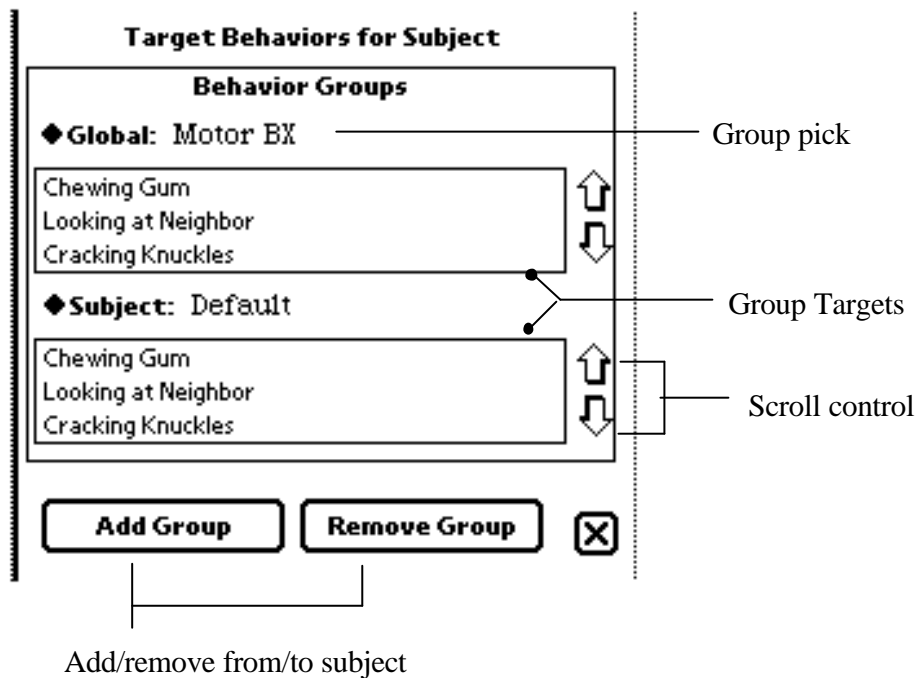 Target Behaviors for Subject
Behavior Groups
◆Global: Motor BX
Group pick
Chewing Gum
Looking at Neighbor
Cracking Knuckles
◆Subject: Default
Group Targets
Chewing Gum
Looking at Neighbor
Cracking Knuckles
Scroll control
Add Group
Remove Group
Add/remove from/to subject